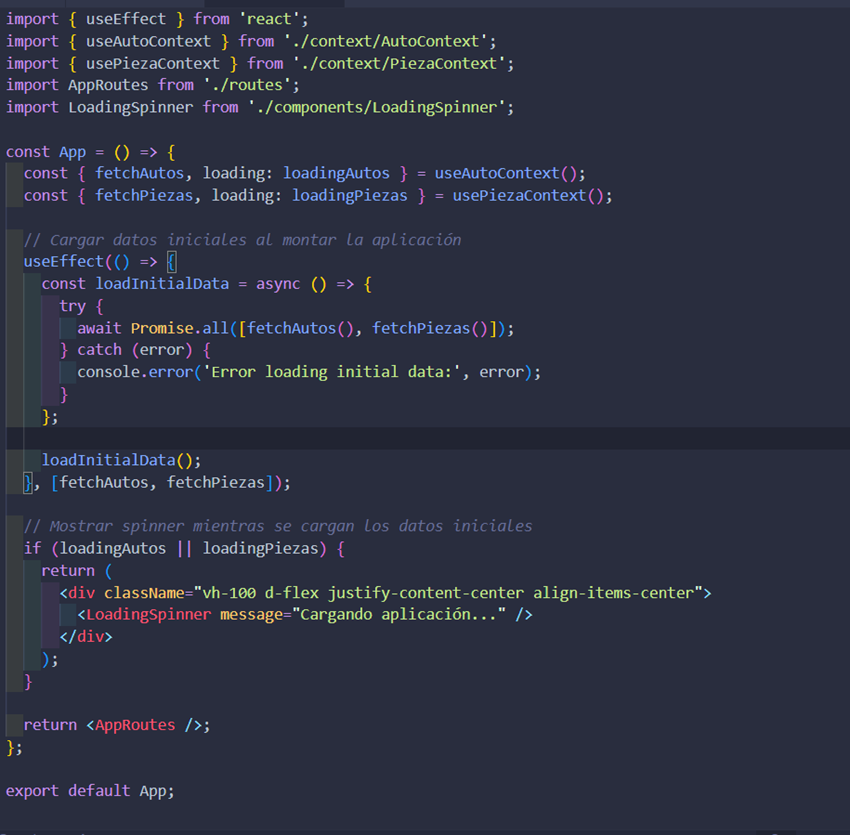 import { useEffect } from 'react';
import { useAutoContext } from './context/AutoContext';
import { usePiezaContext } from './context/PiezaContext';
import AppRoutes from './routes';
import LoadingSpinner from './components/LoadingSpinner';

const App = () => {
  const { fetchAutos, loading: loadingAutos } = useAutoContext();
  const { fetchPiezas, loading: loadingPiezas } = usePiezaContext();

  // Cargar datos iniciales al montar la aplicación
  useEffect(() => {
    const loadInitialData = async () => {
      try {
        await Promise.all([fetchAutos(), fetchPiezas()]);
      } catch (error) {
        console.error('Error loading initial data:', error);
      }
    };

    loadInitialData();
  }, [fetchAutos, fetchPiezas]);

  // Mostrar spinner mientras se cargan los datos iniciales
  if (loadingAutos || loadingPiezas) {
    return (
      <div className="vh-100 d-flex justify-content-center align-items-center">
        <LoadingSpinner message="Cargando aplicación..." />
      </div>
    );
  }

  return <AppRoutes />;
};

export default App;